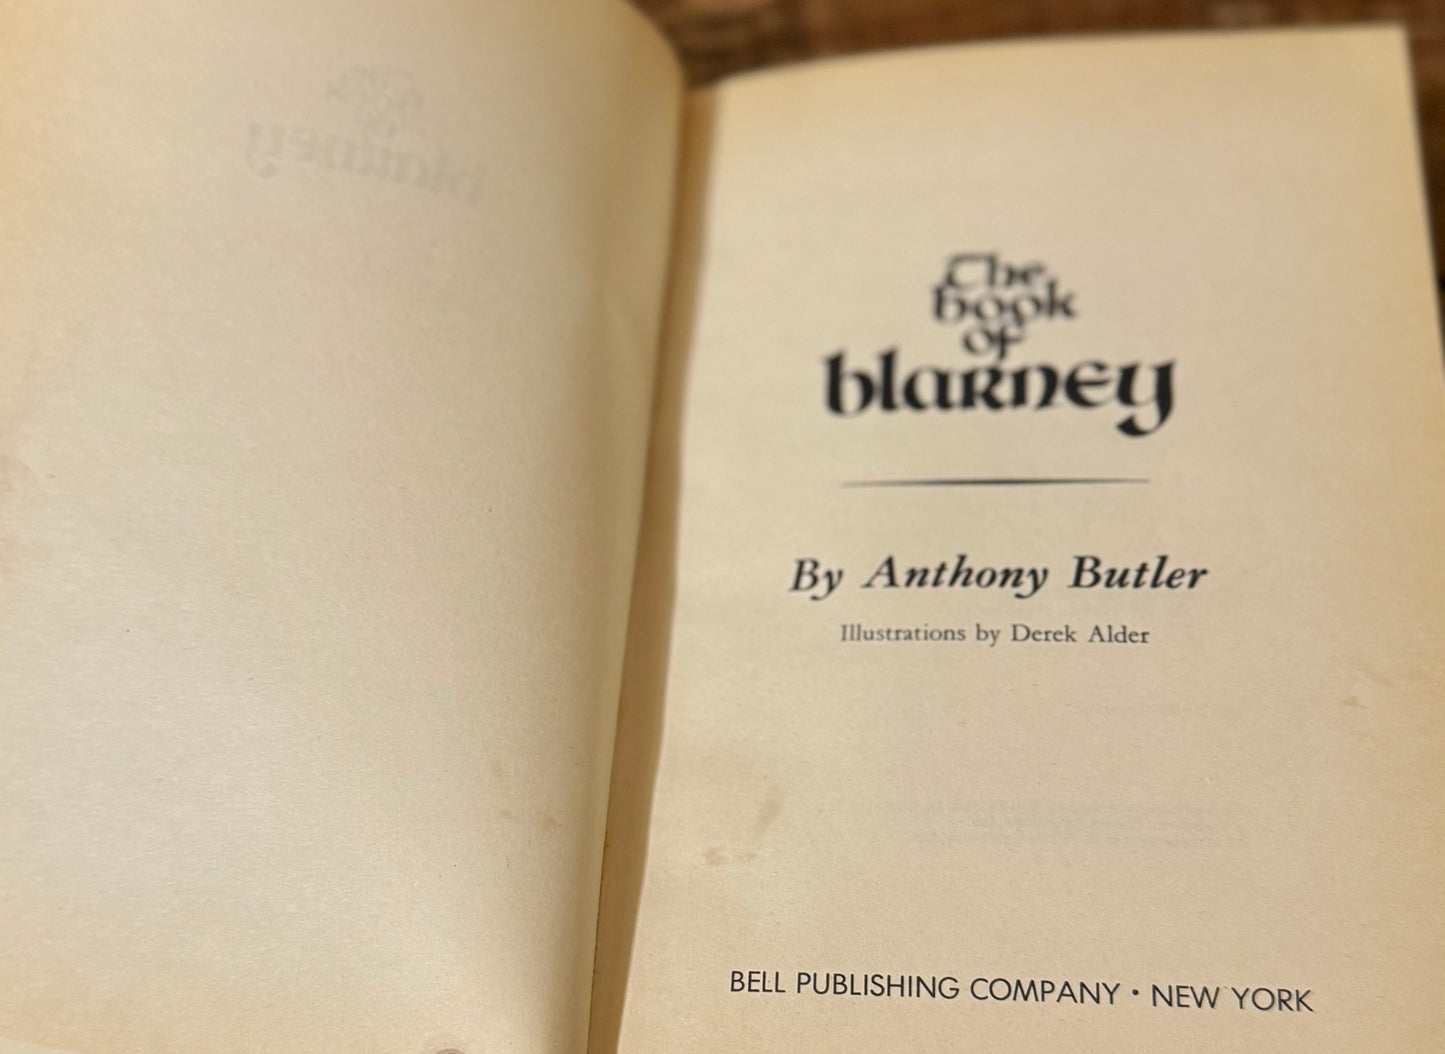 The
book
of
blarney
By Anthony Butler
Illustrations by Derek Alder
BELL PUBLISHING COMPANY • NEW YORK